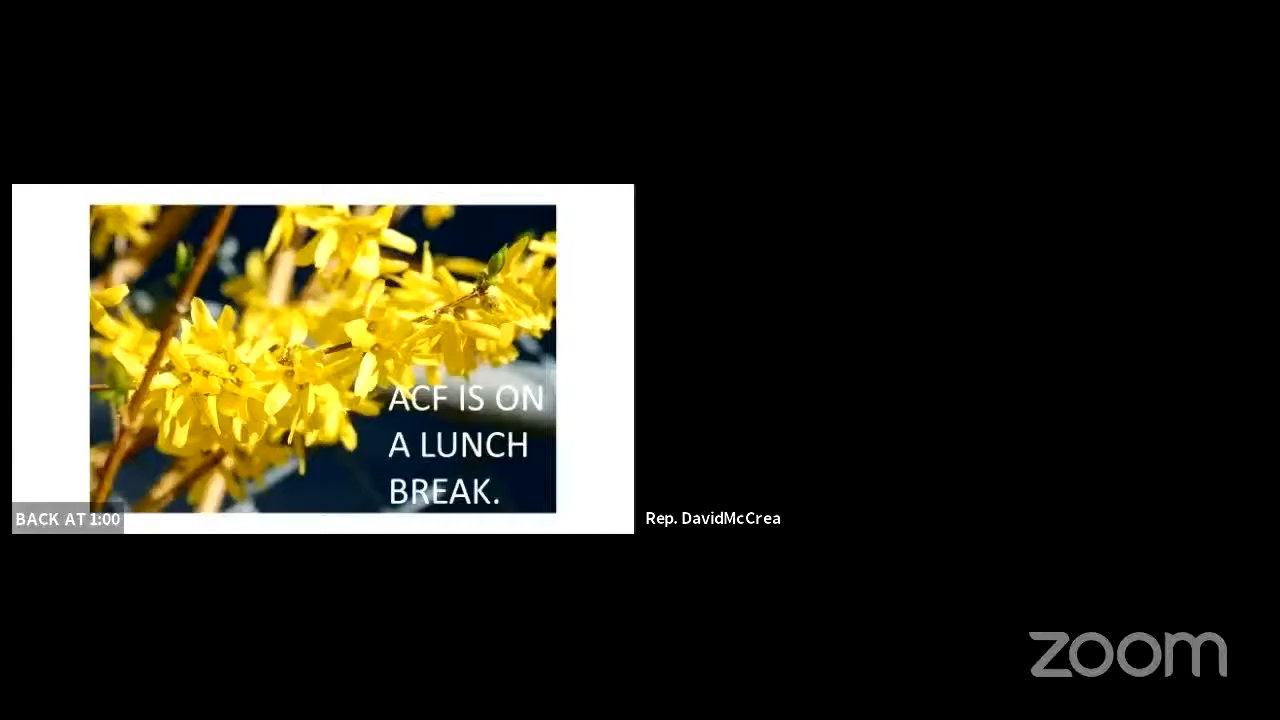 ACF IS ON
A LUNCH
BREAK.
BACK AT 1:00
Rep. DavidMcCrea
zoom